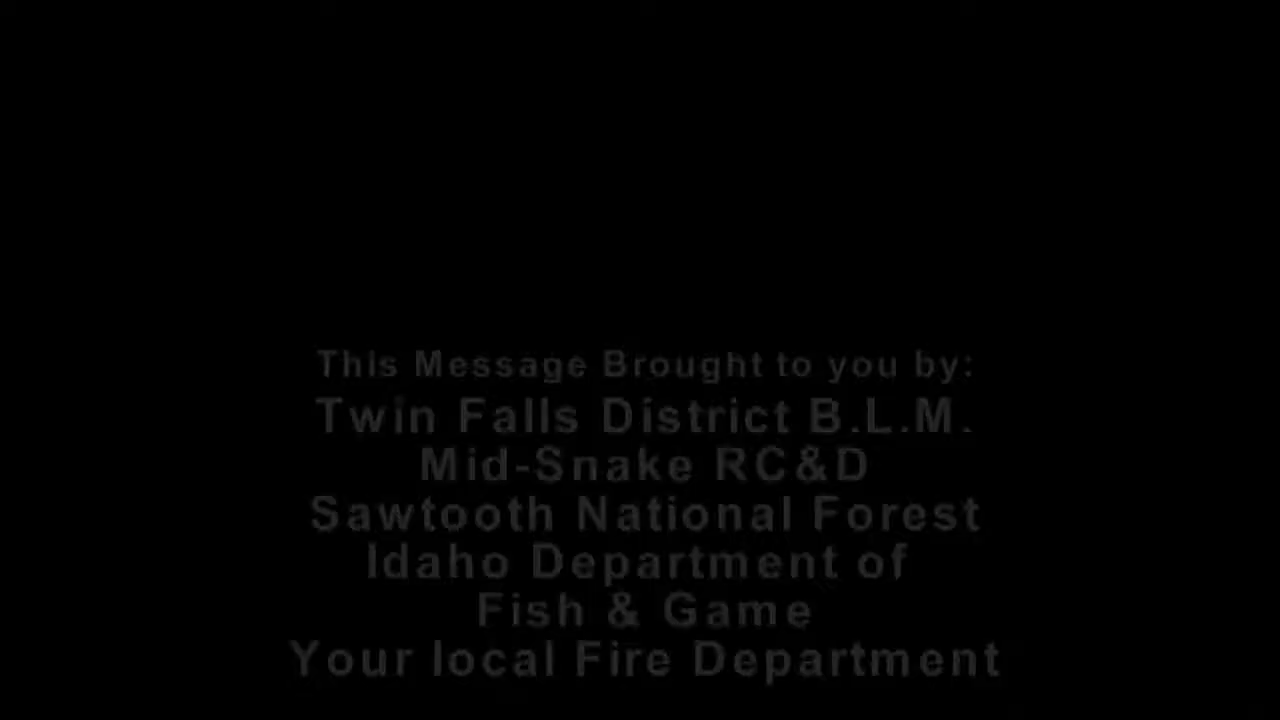 This Message Brought to you by:
Twin Falls District B.L.M.
Mid-Snake RC&D
Sawtooth National Forest
Idaho Department of
Fish & Game
Your local Fire Department